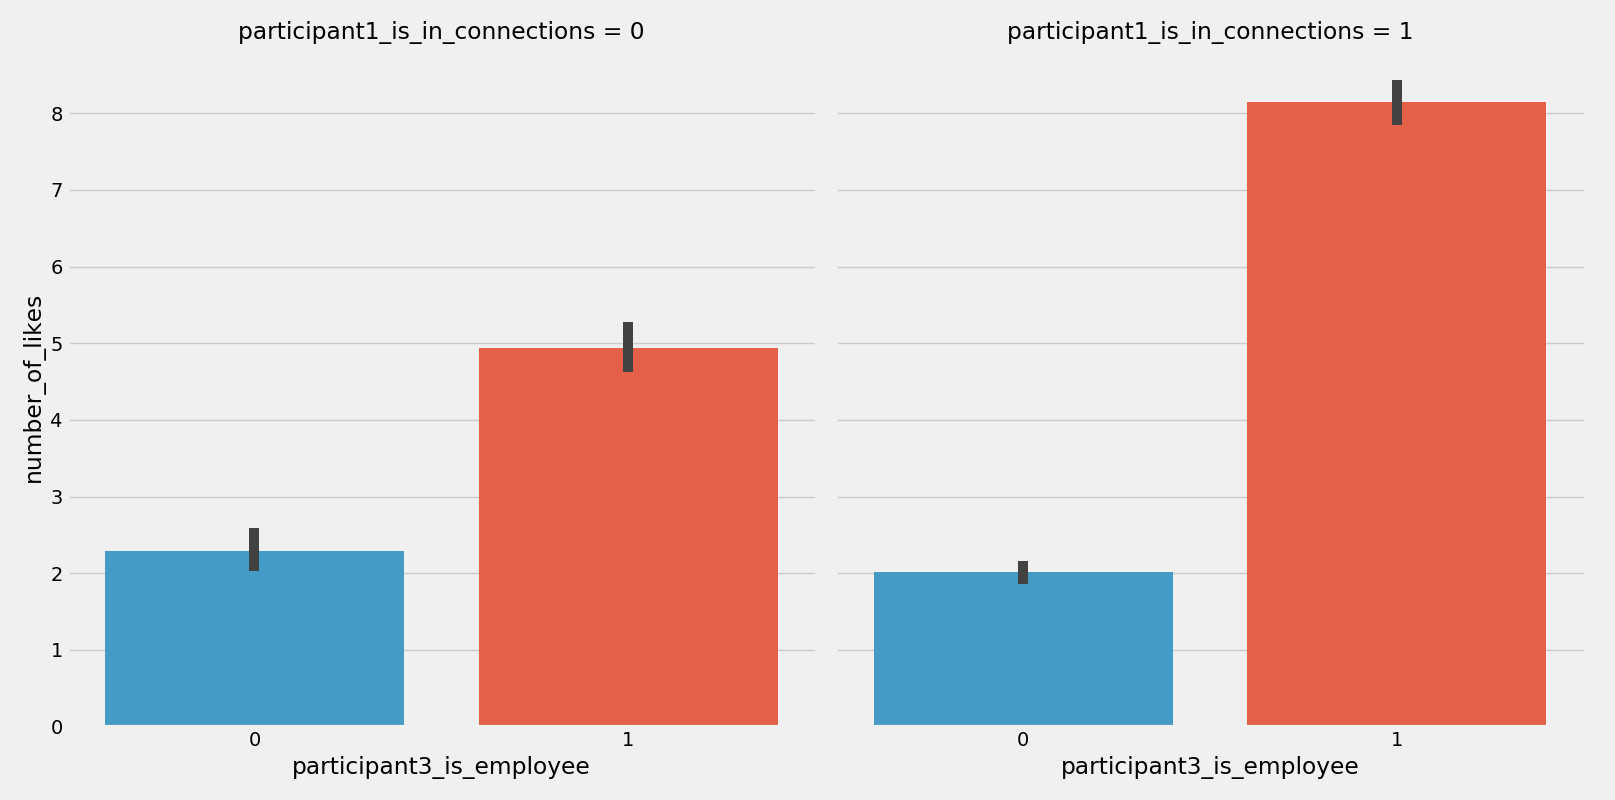 participant1_is_in_connections = 0
participant1_is_in_connections = 1
number_of_likes
8
7
6
5
4
3
2
1
0
0
1
0
1
participant3_is_employee
participant3_is_employee